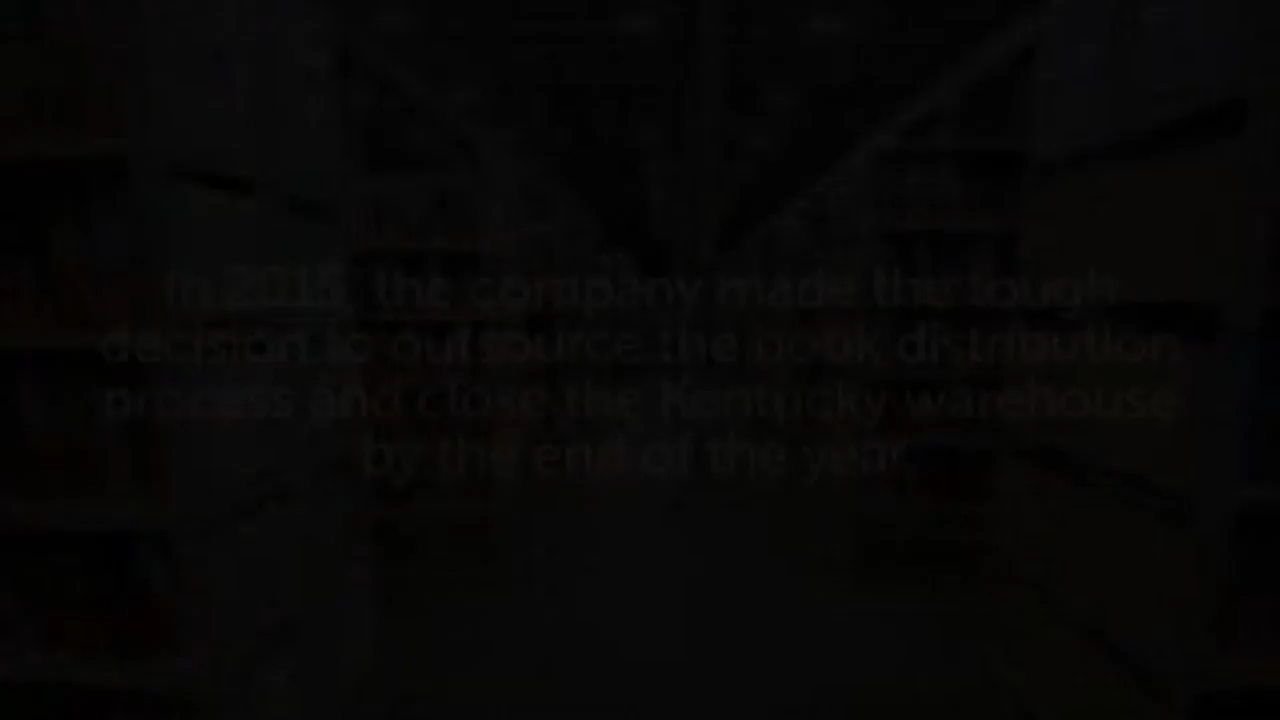 In 2015, the company made the tough
decision to outsource the book distribution
process and close the Kentucky warehouse
by the end of the year.